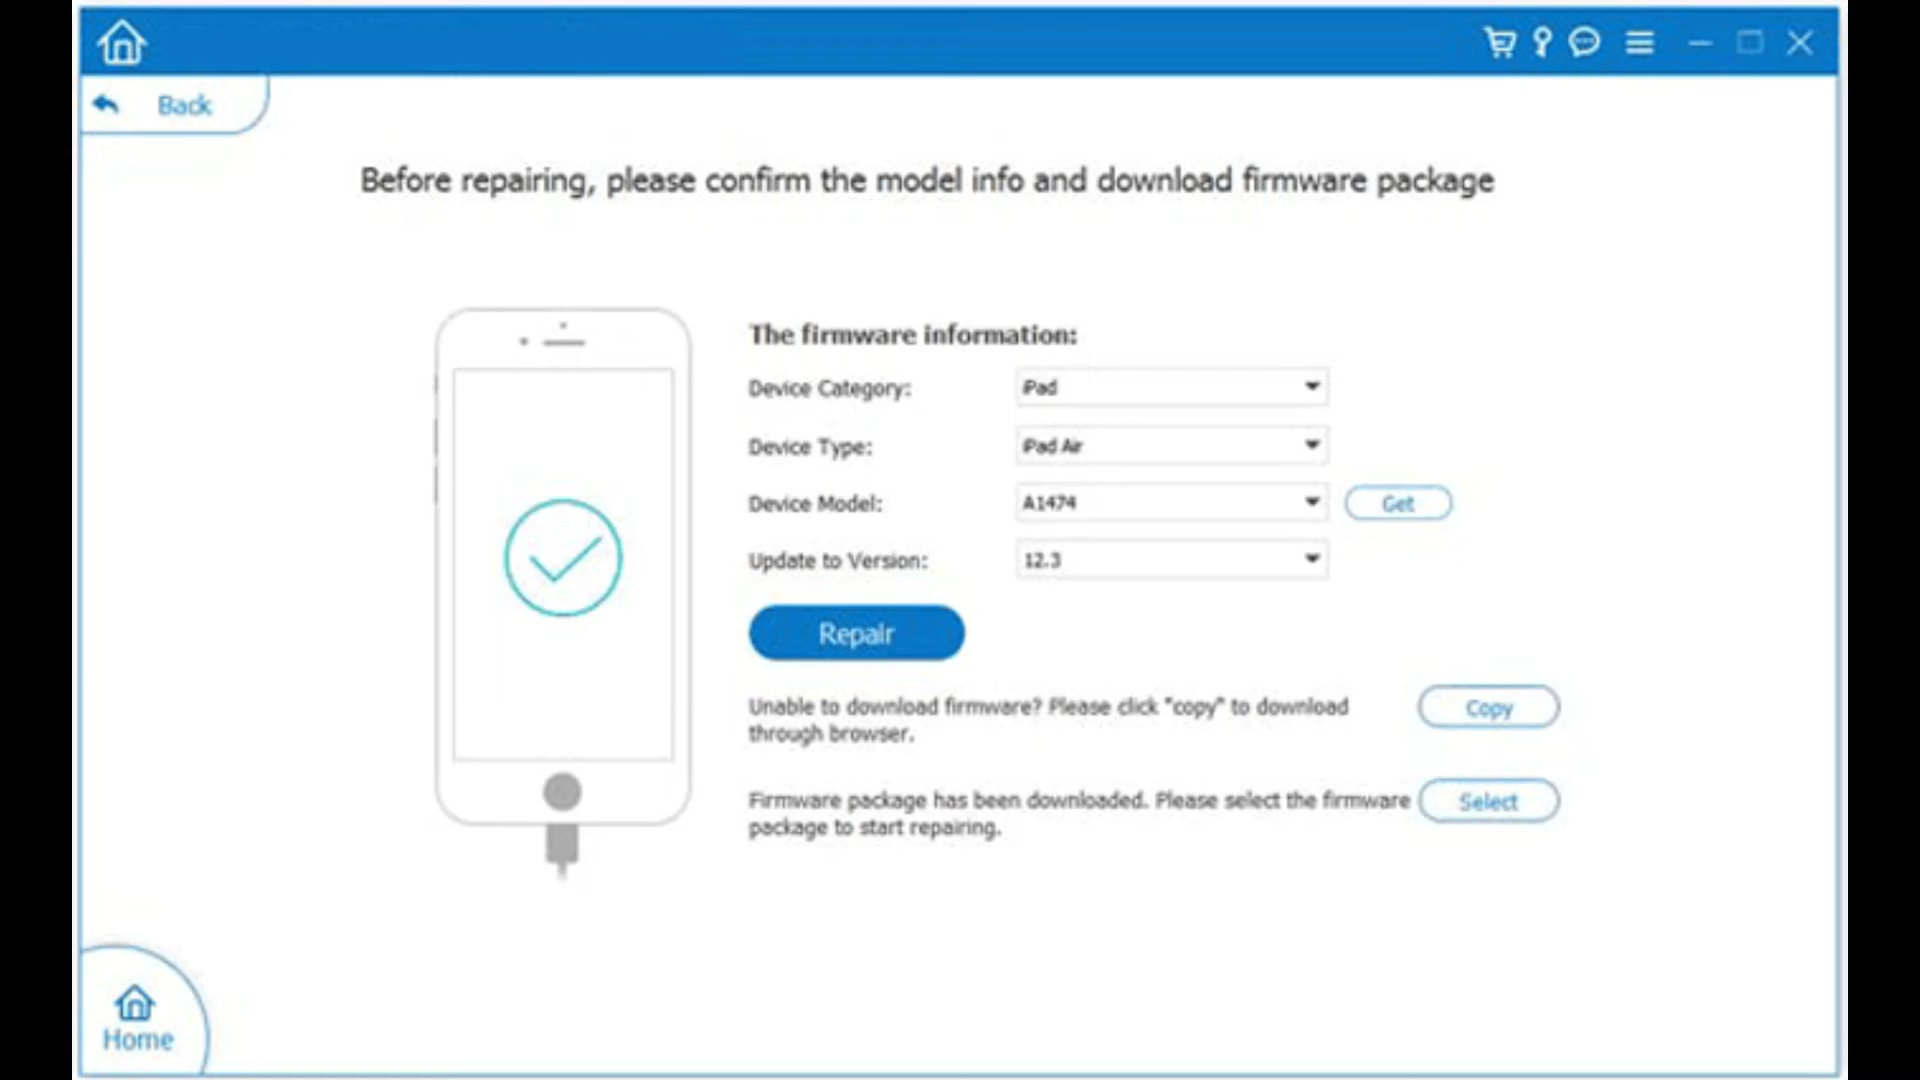 Back
Before repairing, please confirm the model info and download firmware package
The firmware information:
Device Category: iPad
Device Type: iPad Air
Device Model: A1474 Get
Update to Version: 12.3
Repair
Unable to download firmware? Please click "copy" to download
through browser.
Copy
Firmware package has been downloaded. Please select the firmware
package to start repairing.
Select
Home